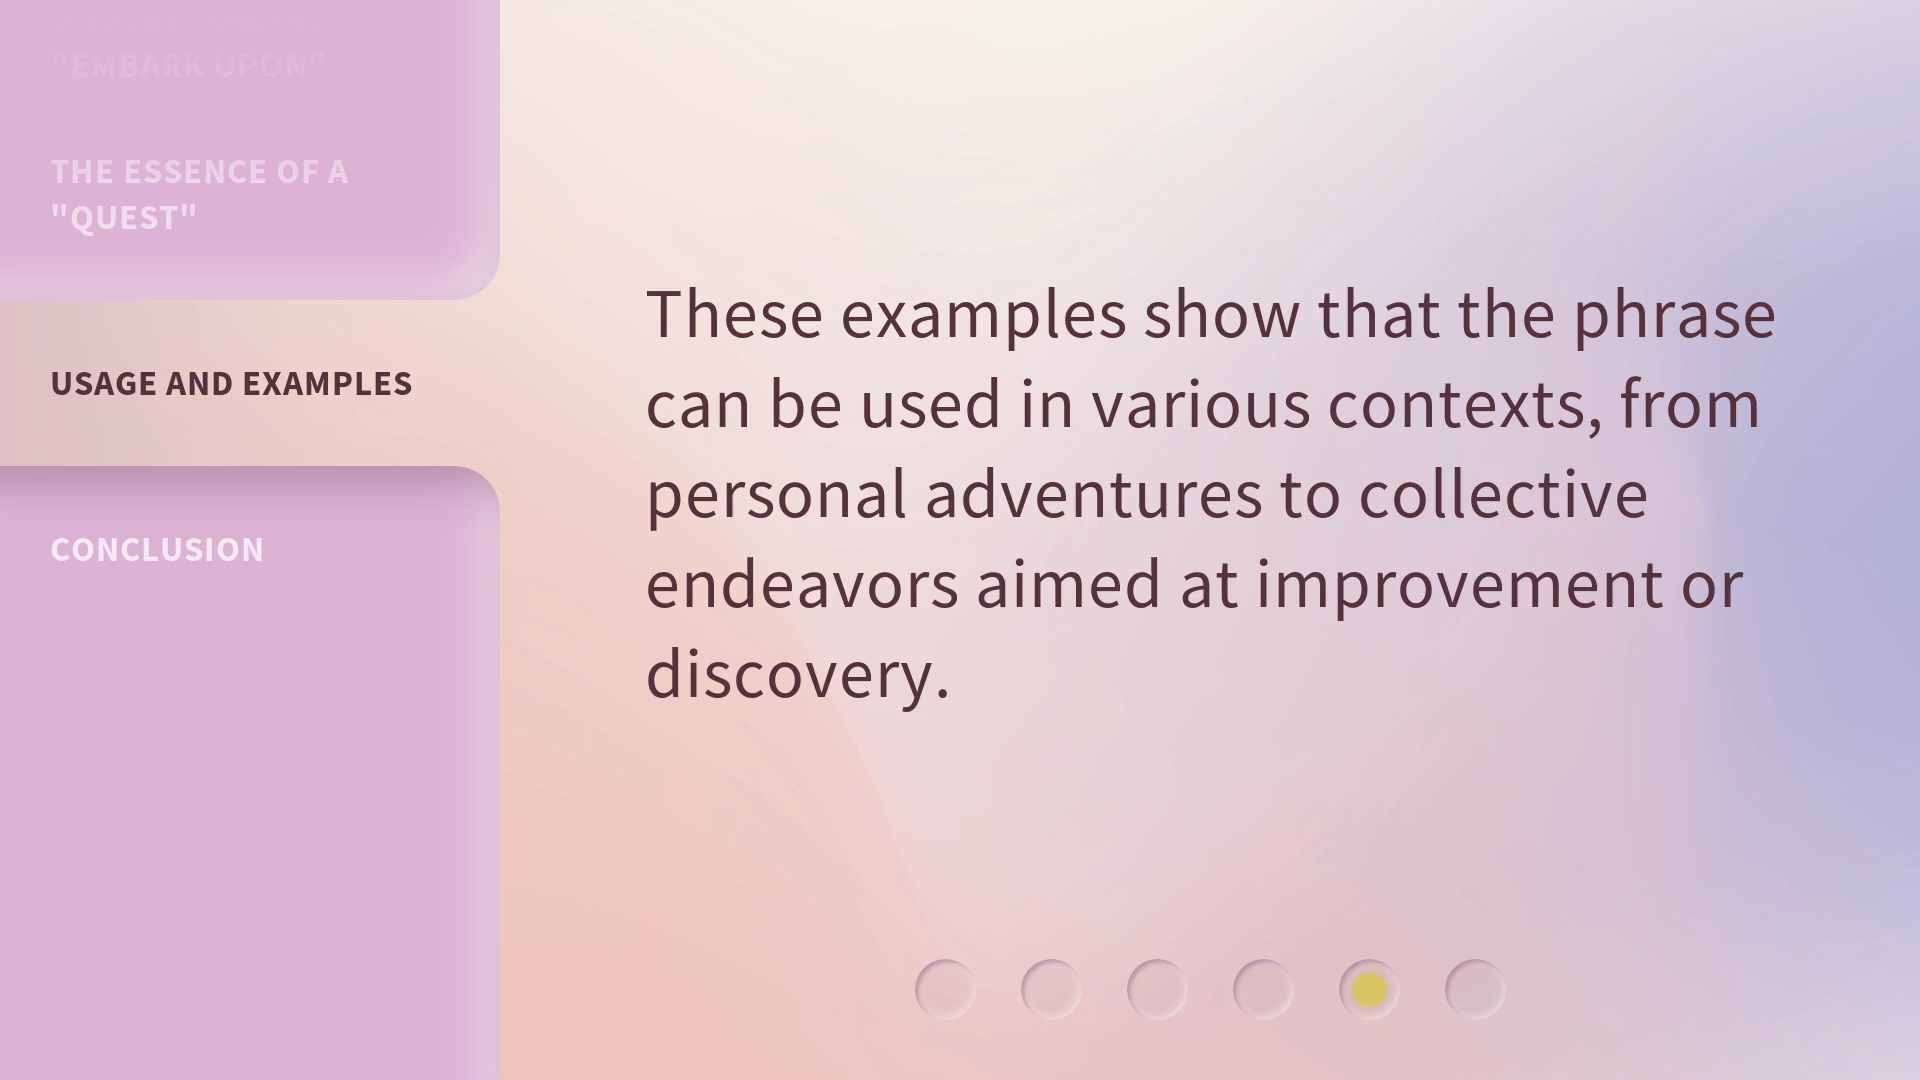 "EMBARK UPON"
THE ESSENCE OF A
"QUEST"
USAGE AND EXAMPLES
CONCLUSION
These examples show that the phrase
can be used in various contexts, from
personal adventures to collective
endeavors aimed at improvement or
discovery.